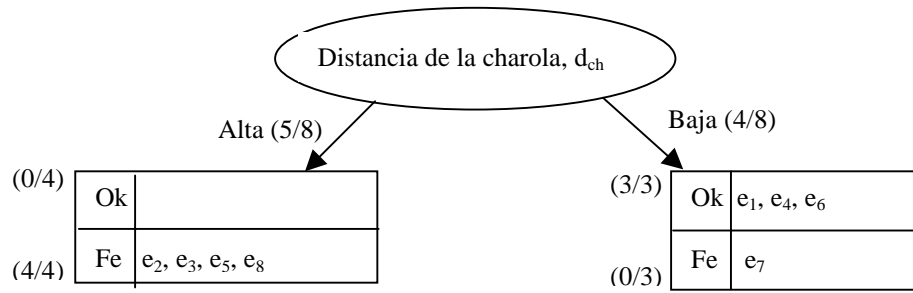 Distancia de la charola, d_ch
Alta (5/8)
Baja (4/8)
(0/4)
Ok
Fe e₂, e₃, e₅, e₈
(4/4)
(3/3)
Ok e₁, e₄, e₆
Fe e₇
(0/3)